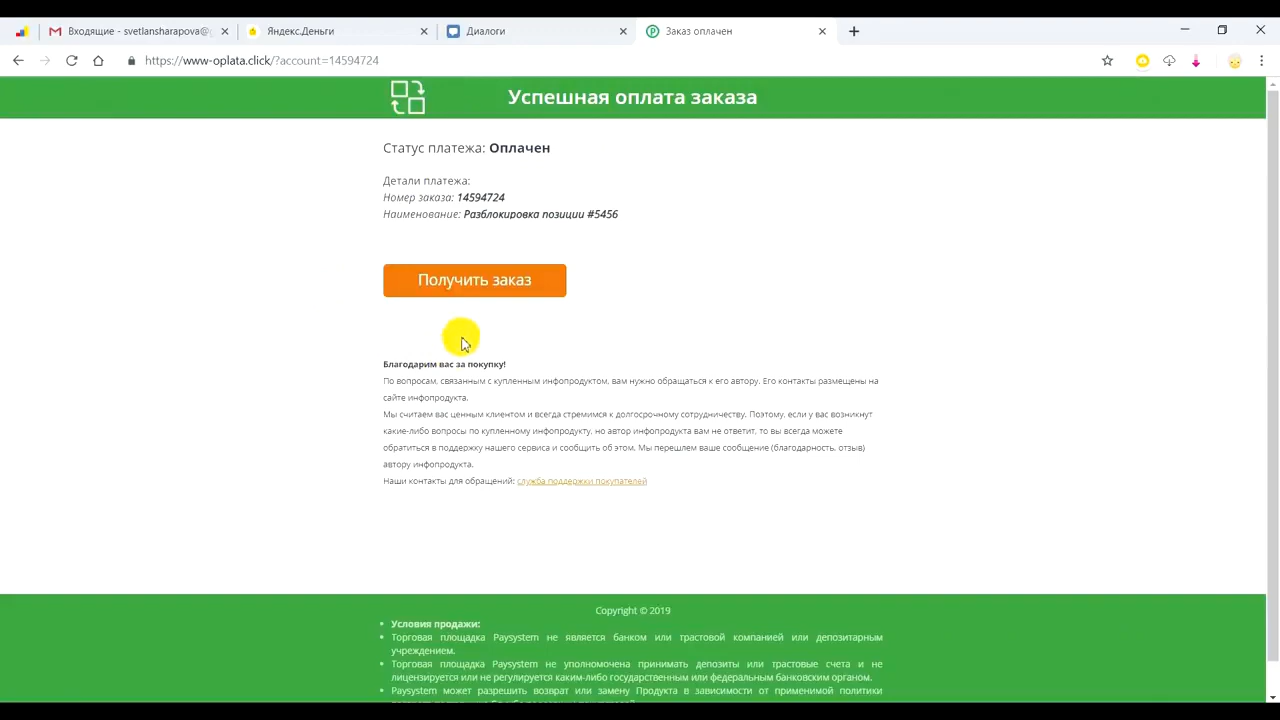 Входящие - svetlansharapova@
Яндекс.Деньги
Диалоги
Заказ оплачен
https://www-oplata.click/?account=14594724
Успешная оплата заказа
Статус платежа: Оплачен
Детали платежа:
Номер заказа: 14594724
Наименование: Разблокировка позиции #5456
Получить заказ
Благодарим вас за покупку!
По вопросам, связанным с купленным инфопродуктом, вам нужно обращаться к его автору. Его контакты размещены на
сайте инфопродукта.
Мы считаем вас ценным клиентом и всегда стремимся к долгосрочному сотрудничеству. Поэтому, если у вас возникнут
какие-либо вопросы по купленному инфопродукту, но автор инфопродукта вам не ответит, то вы всегда можете
обратиться в поддержку нашего сервиса и сообщить об этом. Мы перешлем ваше сообщение (благодарность, отзыв)
автору инфопродукта.
Наши контакты для обращений: служба поддержки покупателей
Copyright © 2019
Условия продажи:
Торговая площадка Paysystem не является банком или трастовой компанией или депозитарным
учреждением.
Торговая площадка Paysystem не уполномочена принимать депозиты или трастовые счета и не
лицензируется или не регулируется каким-либо государственным или федеральным банковским органом.
Paysystem может разрешить возврат или замену Продукта в зависимости от применимой политики